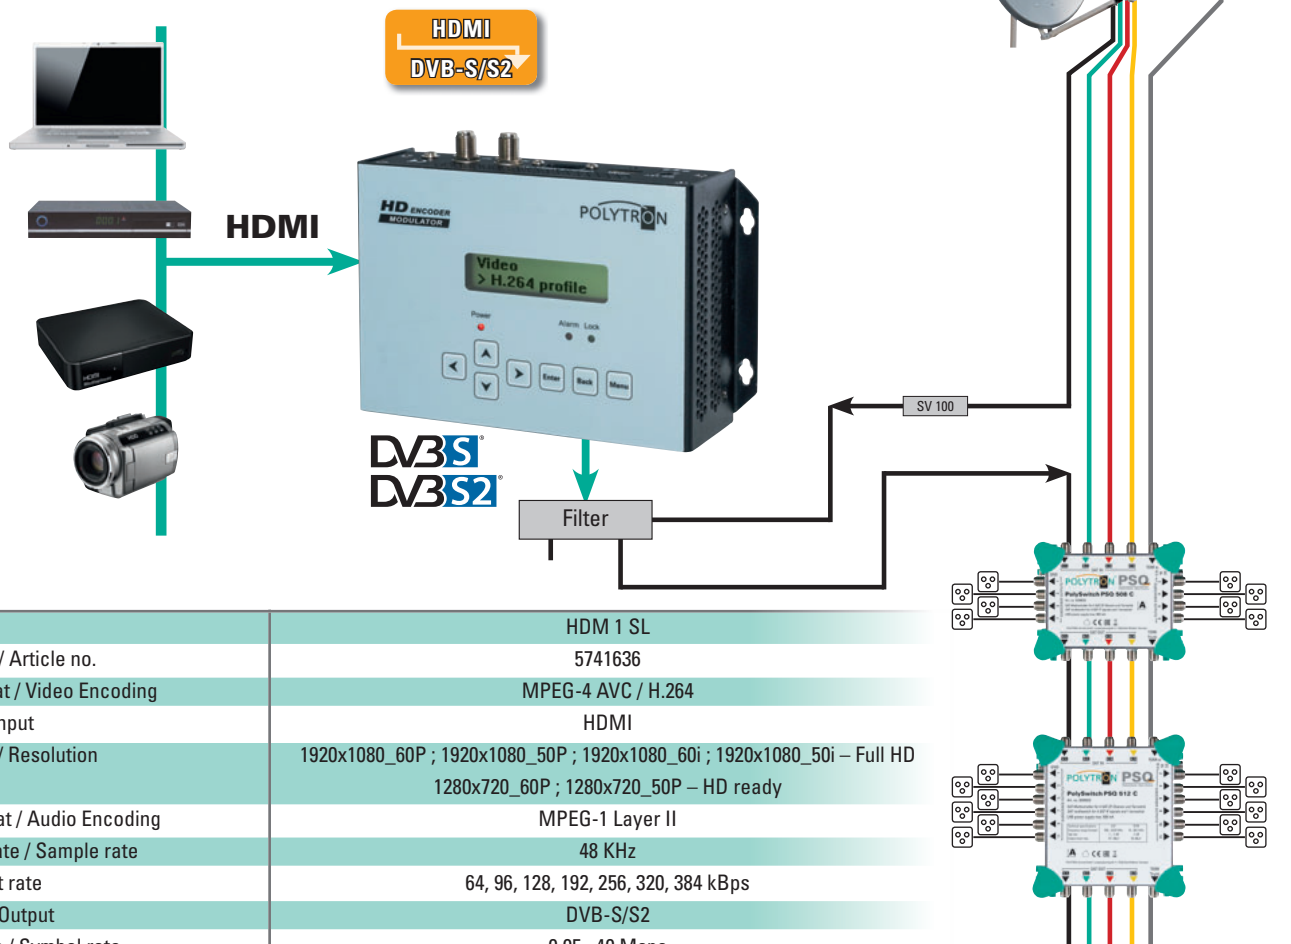 HDMI
DVB-S/S2
HDMI
HD ENCODER
MODULATOR
POLYTRON
Video
> H.264 profile
Power
Alarm Lock
Enter
Back
Menu
DVB S
DVB S2
SV 100
Filter
POLYTRON PSQ
PolySwitch PSQ 508 C
POLYTRON PSQ
PolySwitch PSQ 512 C
HDM 1 SL
/ Article no. 5741636
at / Video Encoding MPEG-4 AVC / H.264
nput HDMI
/ Resolution 1920x1080_60P ; 1920x1080_50P ; 1920x1080_60i ; 1920x1080_50i – Full HD
1280x720_60P ; 1280x720_50P – HD ready
at / Audio Encoding MPEG-1 Layer II
ate / Sample rate 48 KHz
t rate 64, 96, 128, 192, 256, 320, 384 kBps
Output DVB-S/S2